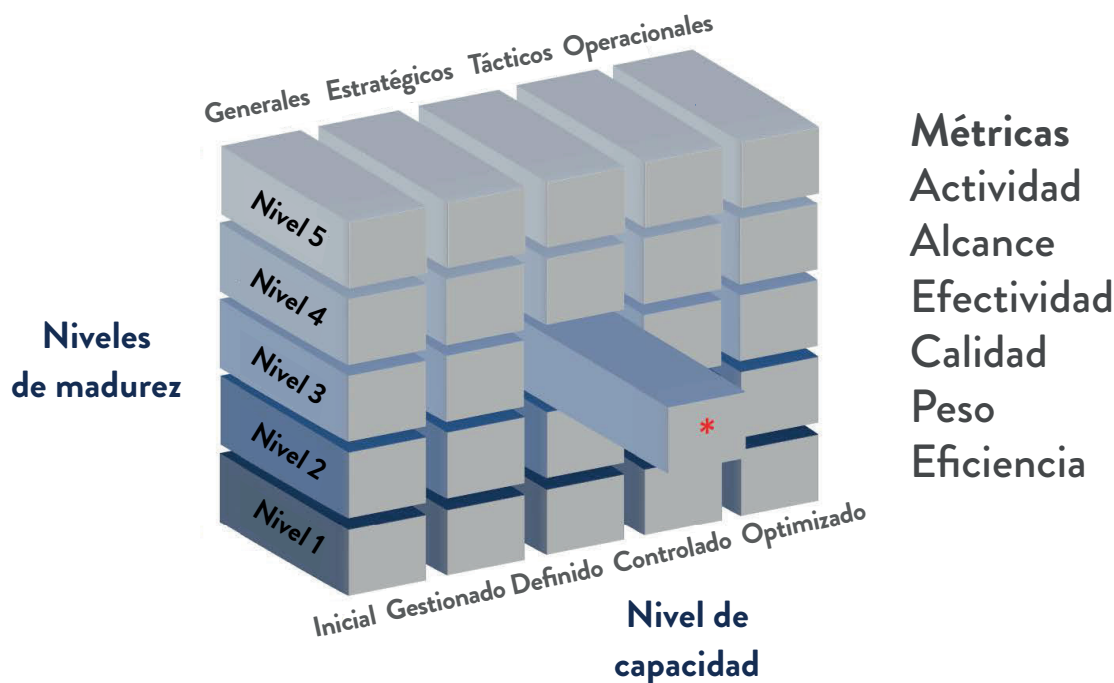 Generales Estratégicos Tácticos Operacionales
Nivel 5
Nivel 4
Nivel 3
Nivel 2
Nivel 1
Niveles
de madurez
*
Inicial Gestionado Definido Controlado Optimizado
Nivel de
capacidad
Métricas
Actividad
Alcance
Efectividad
Calidad
Peso
Eficiencia